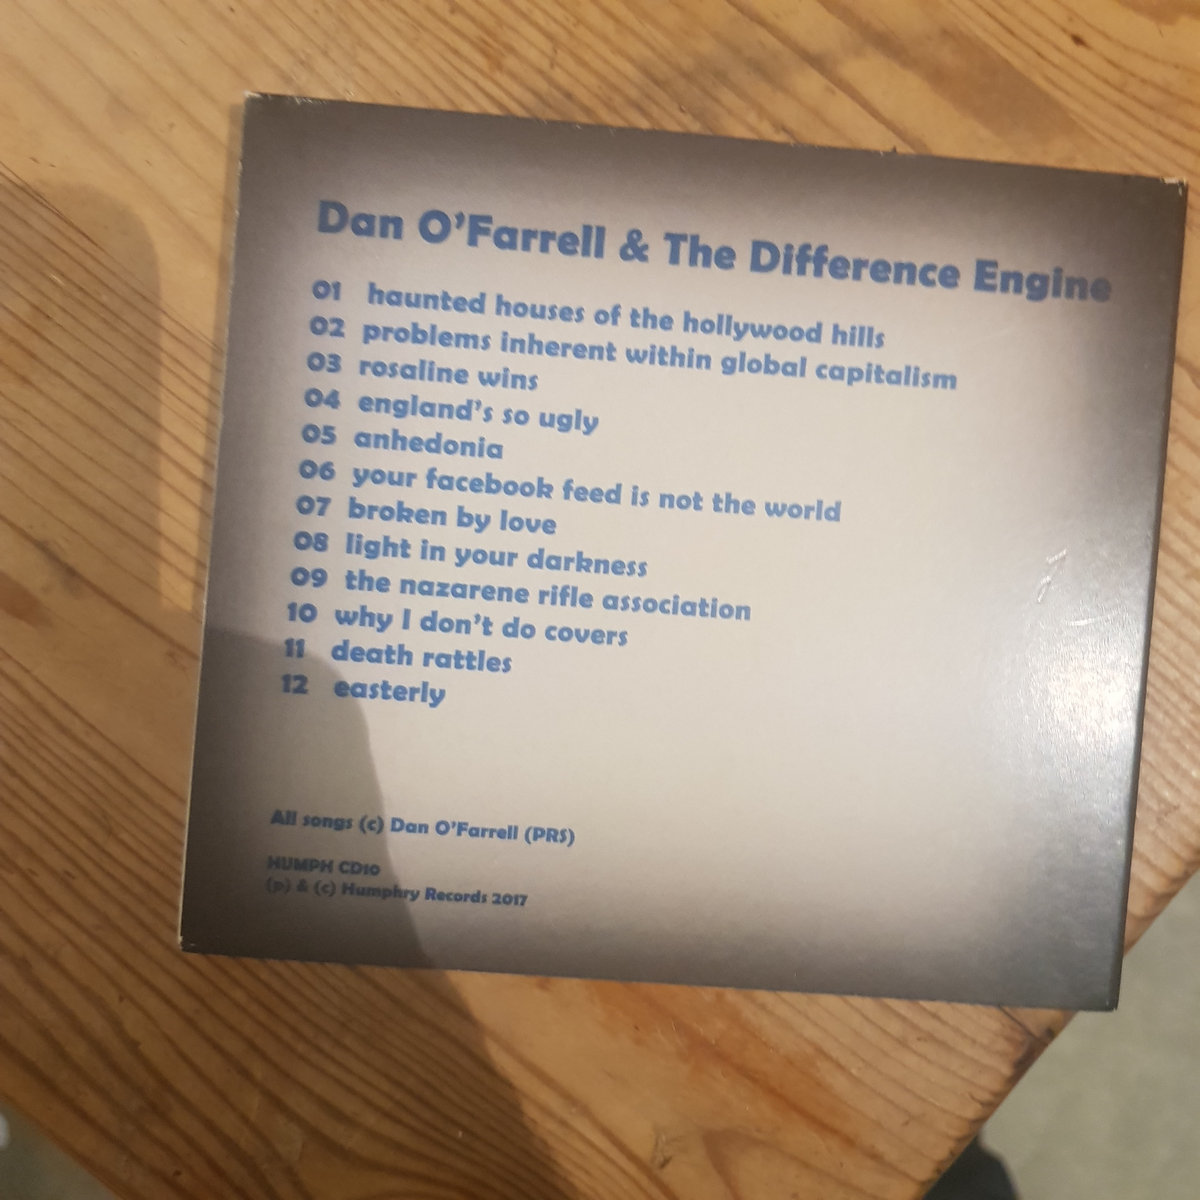 Dan O'Farrell & The Difference Engine
01 haunted houses of the hollywood hills
02 problems inherent within global capitalism
03 rosaline wins
04 england's so ugly
05 anhedonia
06 your facebook feed is not the world
07 broken by love
08 light in your darkness
09 the nazarene rifle association
10 why I don't do covers
11 death rattles
12 easterly
All songs (c) Dan O'Farrell (PRS)
HUMPH CD10
(p) & (c) Humphry Records 2017